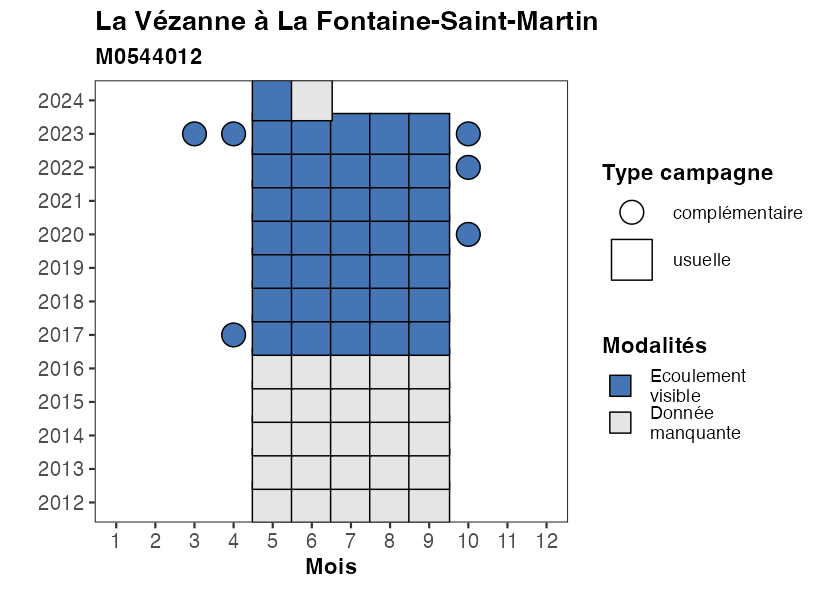 La Vézanne à La Fontaine-Saint-Martin
M0544012
2024
2023
2022
2021
2020
2019
2018
2017
2016
2015
2014
2013
2012
1 2 3 4 5 6 7 8 9 10 11 12
Mois
Type campagne
complémentaire
usuelle
Modalités
Ecoulement
visible
Donnée
manquante